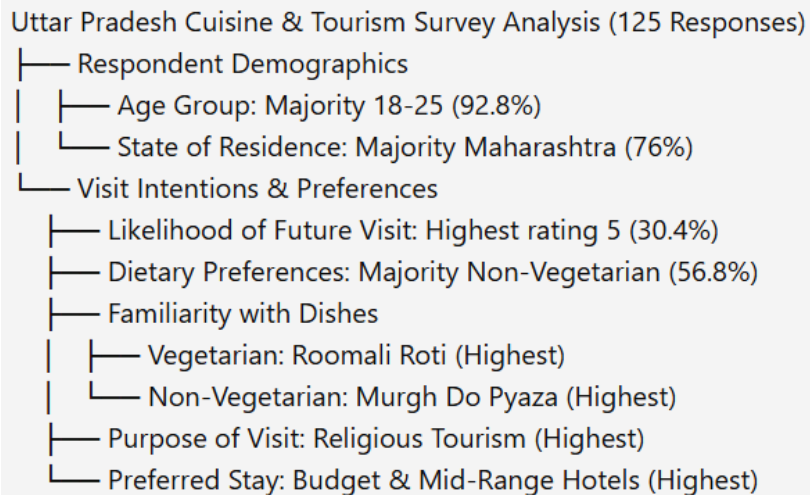 Uttar Pradesh Cuisine & Tourism Survey Analysis (125 Responses)
├── Respondent Demographics
│   ├── Age Group: Majority 18-25 (92.8%)
│   └── State of Residence: Majority Maharashtra (76%)
└── Visit Intentions & Preferences
    ├── Likelihood of Future Visit: Highest rating 5 (30.4%)
    ├── Dietary Preferences: Majority Non-Vegetarian (56.8%)
    ├── Familiarity with Dishes
    │   ├── Vegetarian: Roomali Roti (Highest)
    │   └── Non-Vegetarian: Murgh Do Pyaza (Highest)
    ├── Purpose of Visit: Religious Tourism (Highest)
    └── Preferred Stay: Budget & Mid-Range Hotels (Highest)